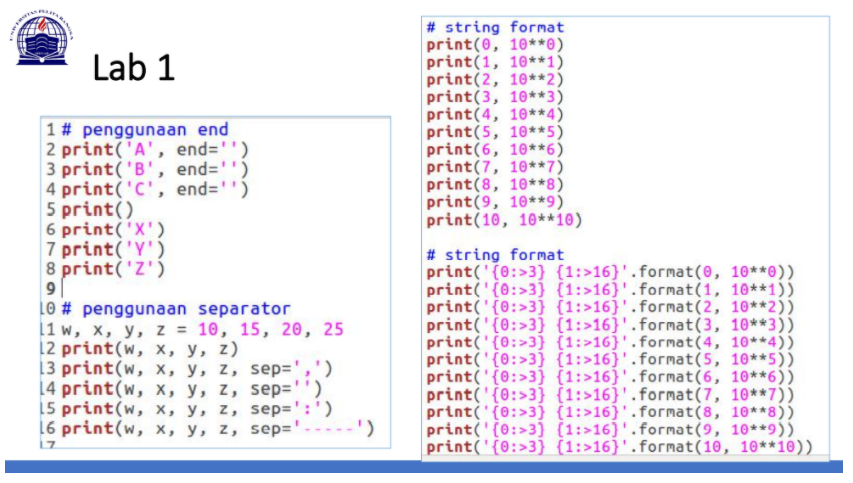 UNIVERSITAS PELITA BANGSA
Lab 1
1 # penggunaan end
2 print('A', end='')
3 print('B', end='')
4 print('C', end='')
5 print()
6 print('X')
7 print('Y')
8 print('Z')
9
10 # penggunaan separator
11 w, x, y, z = 10, 15, 20, 25
12 print(w, x, y, z)
13 print(w, x, y, z, sep=',')
14 print(w, x, y, z, sep='')
15 print(w, x, y, z, sep=':')
16 print(w, x, y, z, sep='-----')
17
# string format
print(0, 10**0)
print(1, 10**1)
print(2, 10**2)
print(3, 10**3)
print(4, 10**4)
print(5, 10**5)
print(6, 10**6)
print(7, 10**7)
print(8, 10**8)
print(9, 10**9)
print(10, 10**10)
# string format
print('{0:>3} {1:>16}'.format(0, 10**0))
print('{0:>3} {1:>16}'.format(1, 10**1))
print('{0:>3} {1:>16}'.format(2, 10**2))
print('{0:>3} {1:>16}'.format(3, 10**3))
print('{0:>3} {1:>16}'.format(4, 10**4))
print('{0:>3} {1:>16}'.format(5, 10**5))
print('{0:>3} {1:>16}'.format(6, 10**6))
print('{0:>3} {1:>16}'.format(7, 10**7))
print('{0:>3} {1:>16}'.format(8, 10**8))
print('{0:>3} {1:>16}'.format(9, 10**9))
print('{0:>3} {1:>16}'.format(10, 10**10))